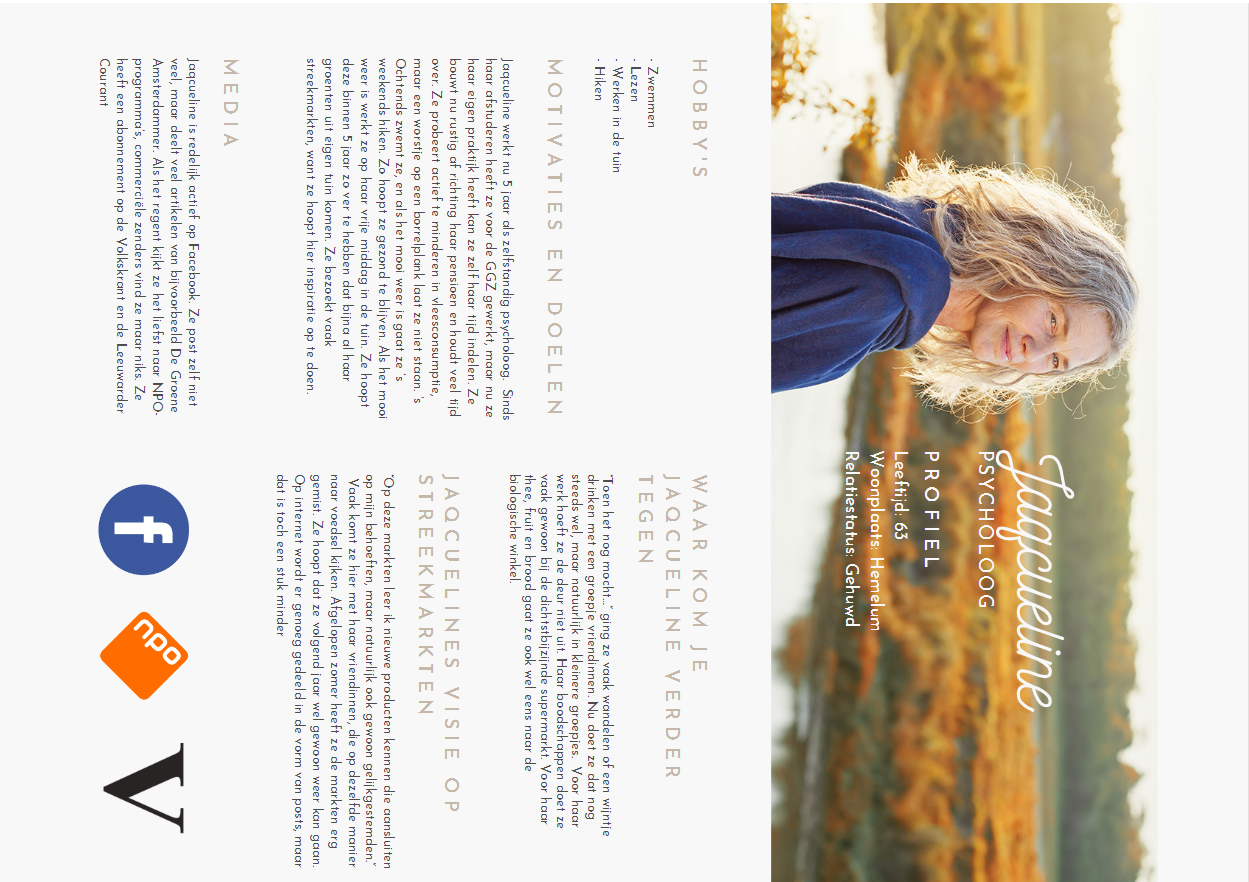 Jaqcueline
PSYCHOLOOG
PROFIEL
Leeftijd: 63
Woonplaats: Hemelum
Relatiestatus: Gehuwd
HOBBY'S
· Zwemmen
· Lezen
· Werken in de tuin
· Hiken
MOTIVATIES EN DOELEN
Jaqcueline werkt nu 5 jaar als zelfstandig psycholoog. Sinds
haar afstuderen heeft ze voor de GGZ gewerkt, maar nu ze
haar eigen praktijk heeft kan ze zelf haar tijd indelen. Ze
bouwt nu rustig af richting haar pensioen en houdt veel tijd
over. Ze probeert actief te minderen in vleesconsumptie,
maar een worstje op een borrelplank laat ze niet staan. 's
Ochtends zwemt ze, en als het mooi weer is gaat ze 's
weekends hiken. Zo hoopt ze gezond te blijven. Als het mooi
weer is werkt ze op haar vrije middag in de tuin. Ze hoopt
deze binnen 5 jaar zo ver te hebben dat bijna al haar
groenten uit eigen tuin komen. Ze bezoekt vaak
streekmarkten, want ze hoopt hier inspiratie op te doen.
MEDIA
Jaqcueline is redelijk actief op Facebook. Ze post zelf niet
veel, maar deelt veel artikelen van bijvoorbeeld De Groene
Amsterdammer. Als het regent kijkt ze het liefst naar NPO-
programma's, commerciële zenders vind ze maar niks. Ze
heeft een abonnement op de Volkskrant en de Leeuwarder
Courant
WAAR KOM JE
JAQCUELINE VERDER
TEGEN
"Toen het nog mocht..." ging ze vaak wandelen of een wijntje
drinken met een groepje vriendinnen. Nu doet ze dat nog
steeds wel, maar natuurlijk in kleinere groepjes. Voor haar
werk hoeft ze de deur niet uit. Haar boodschappen doet ze
vaak gewoon bij de dichtstbijzijnde supermarkt. Voor haar
thee, fruit en brood gaat ze ook wel eens naar de
biologische winkel.
JAQCUELINES VISIE OP
STREEKMARKTEN
"Op deze markten leer ik nieuwe producten kennen die aansluiten
op mijn behoeften, maar natuurlijk ook gewoon gelijkgestemden."
Vaak komt ze hier met haar vriendinnen, die op dezelfde manier
naar voedsel kijken. Afgelopen zomer heeft ze de markten erg
gemist. Ze hoopt dat ze volgend jaar wel gewoon weer kan gaan.
Op internet wordt er genoeg gedeeld in de vorm van posts, maar
dat is toch een stuk minder
f
npo
V